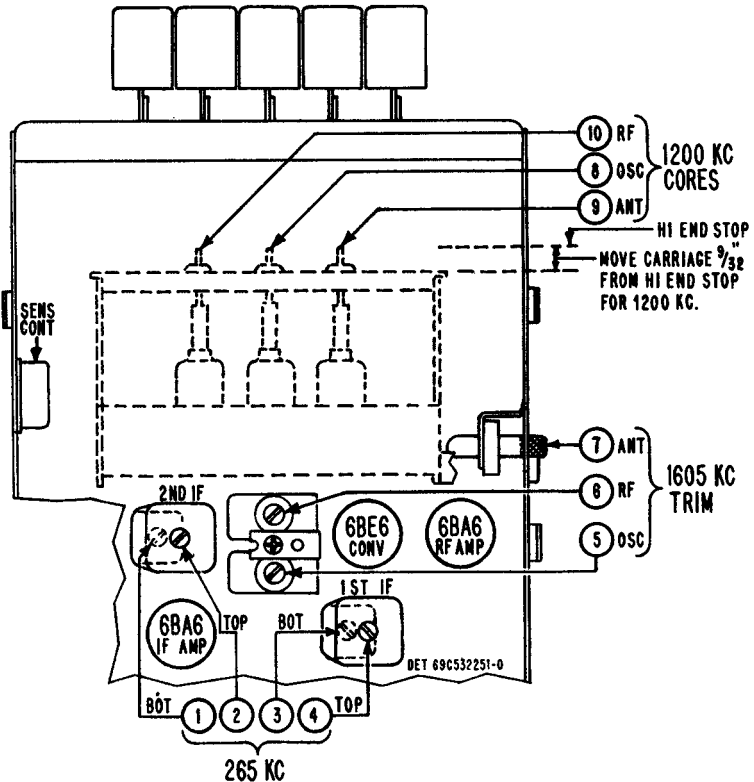 10 RF
8 OSC
9 ANT
1200 KC
CORES
HI END STOP
MOVE CARRIAGE 9/32"
FROM HI END STOP
FOR 1200 KC.
SENS
CONT
7 ANT
6 RF
5 OSC
1605 KC
TRIM
2ND IF
6BE6
CONV
6BA6
RF AMP
1ST IF
6BA6
IF AMP
TOP
BOT
DET 69C532251-0
BOT
1 2 3 4
TOP
265 KC